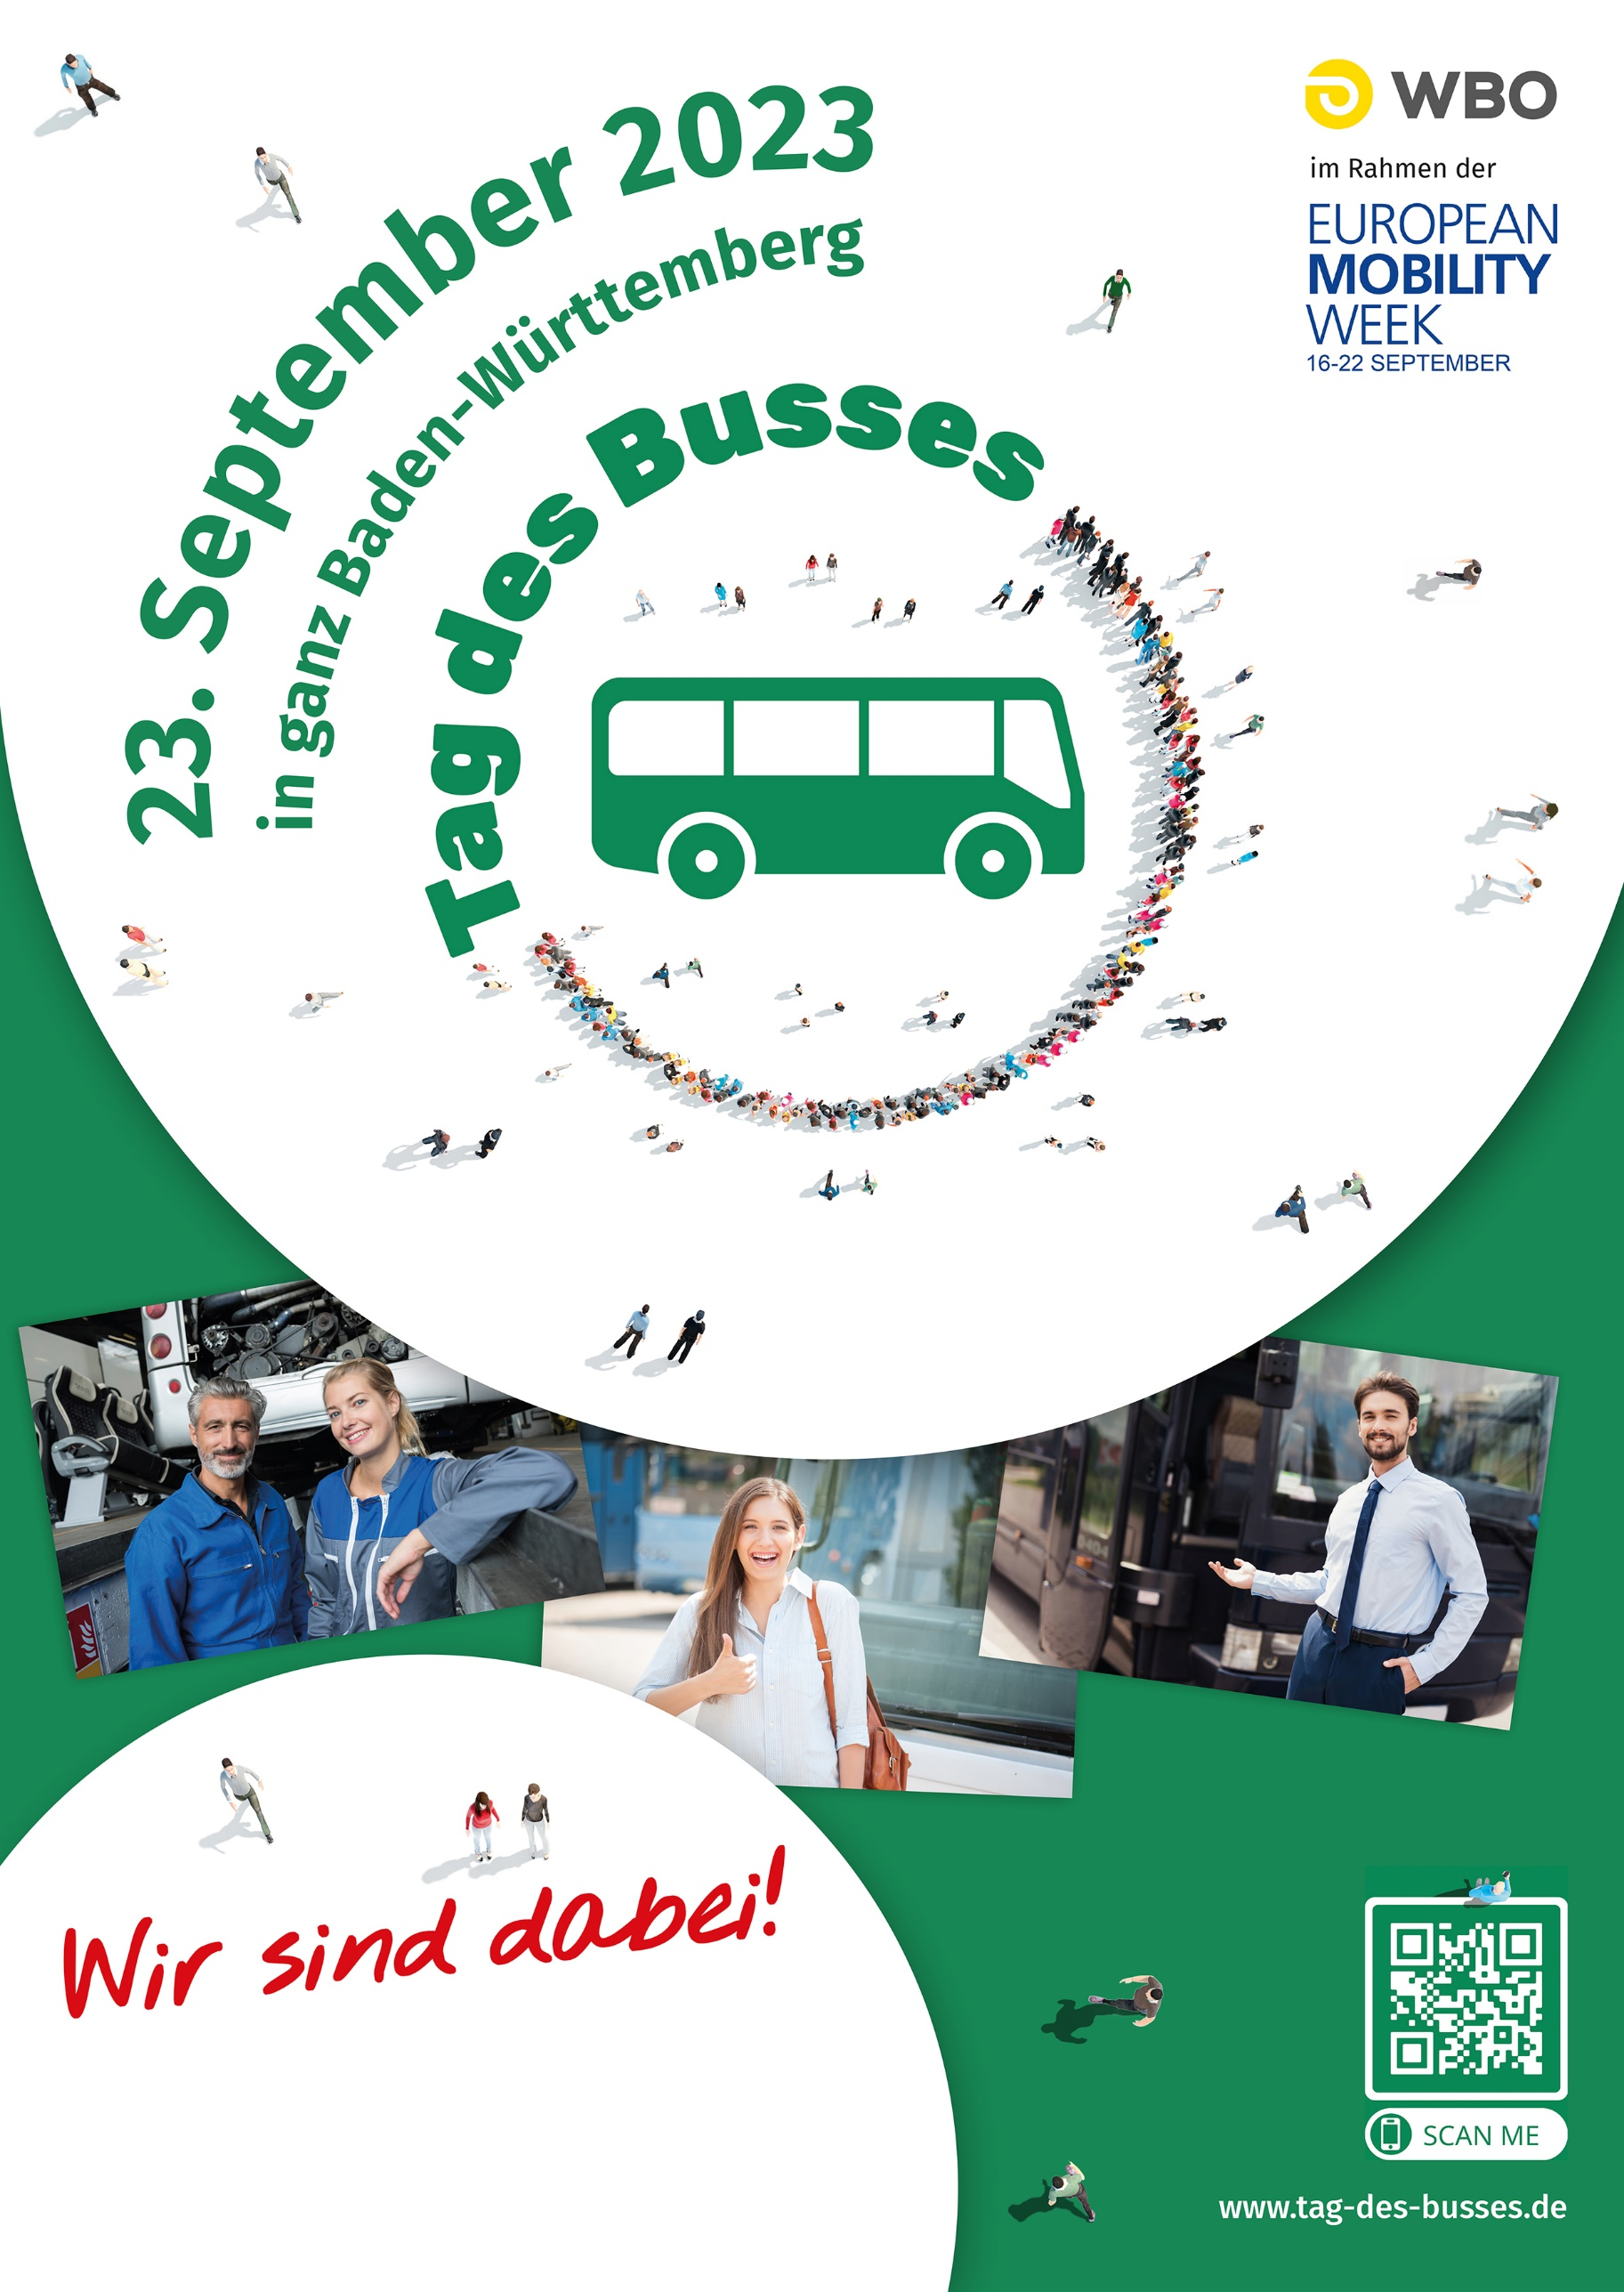 23. September 2023
in ganz Baden-Württemberg
Tag des Busses
WBO
im Rahmen der
EUROPEAN
MOBILITY
WEEK
16-22 SEPTEMBER
Wir sind dabei!
SCAN ME
www.tag-des-busses.de